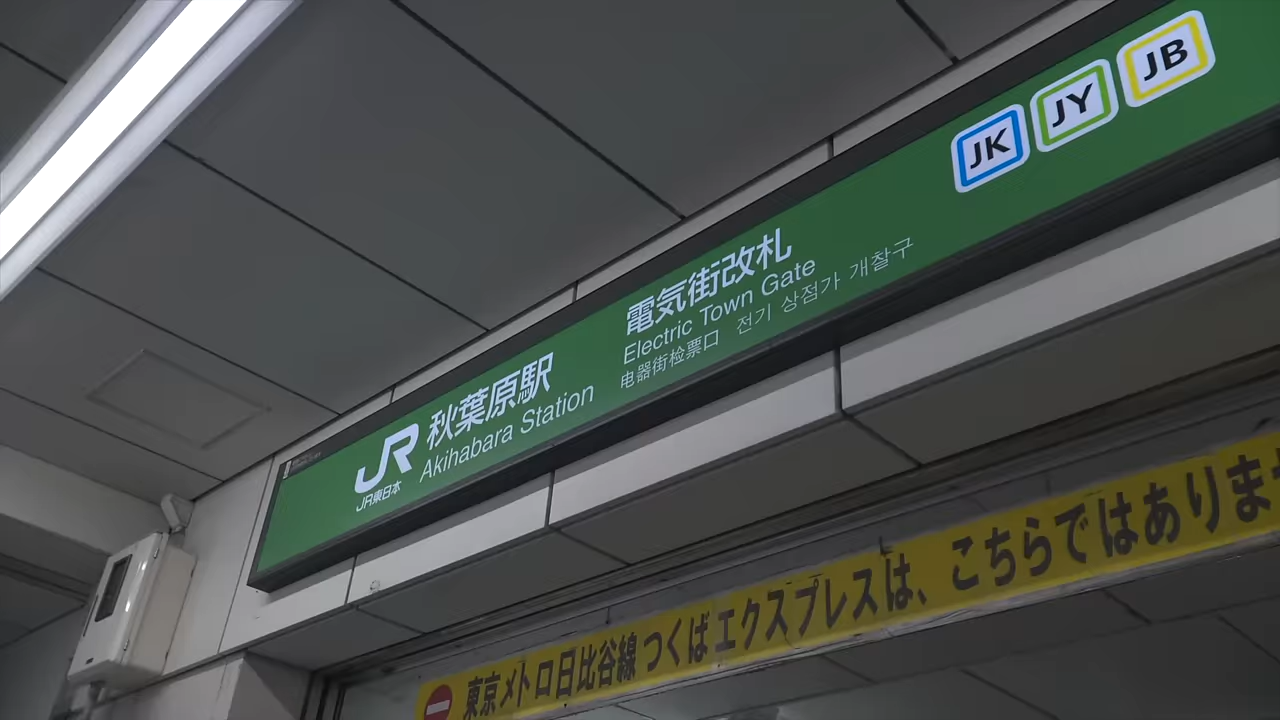 JR
JR東日本
秋葉原駅
Akihabara Station
電気街改札
Electric Town Gate
电器街检票口 전기 상점가 개찰구
JK JY JB
東京メトロ日比谷線 つくばエクスプレスは、こちらではありませ